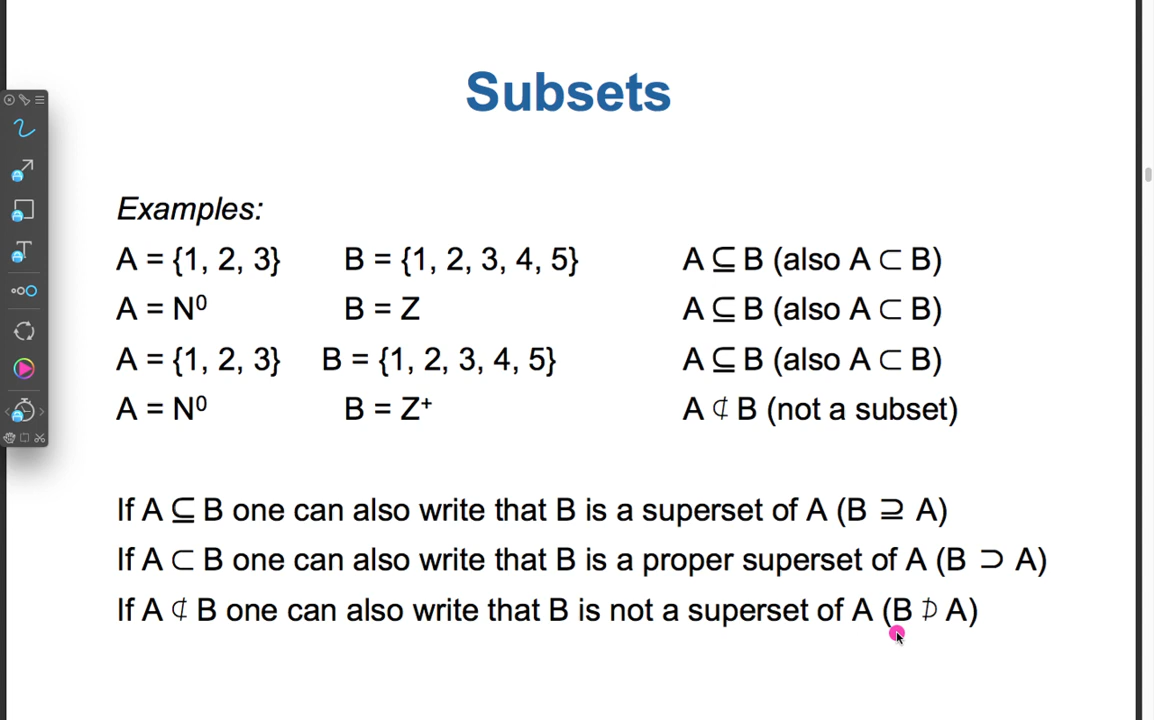 Subsets
Examples:
A = {1, 2, 3} B = {1, 2, 3, 4, 5} A ⊆ B (also A ⊂ B)
A = N⁰ B = Z A ⊆ B (also A ⊂ B)
A = {1, 2, 3} B = {1, 2, 3, 4, 5} A ⊆ B (also A ⊂ B)
A = N⁰ B = Z⁺ A ⊄ B (not a subset)
If A ⊆ B one can also write that B is a superset of A (B ⊇ A)
If A ⊂ B one can also write that B is a proper superset of A (B ⊃ A)
If A ⊄ B one can also write that B is not a superset of A (B ⊅ A)